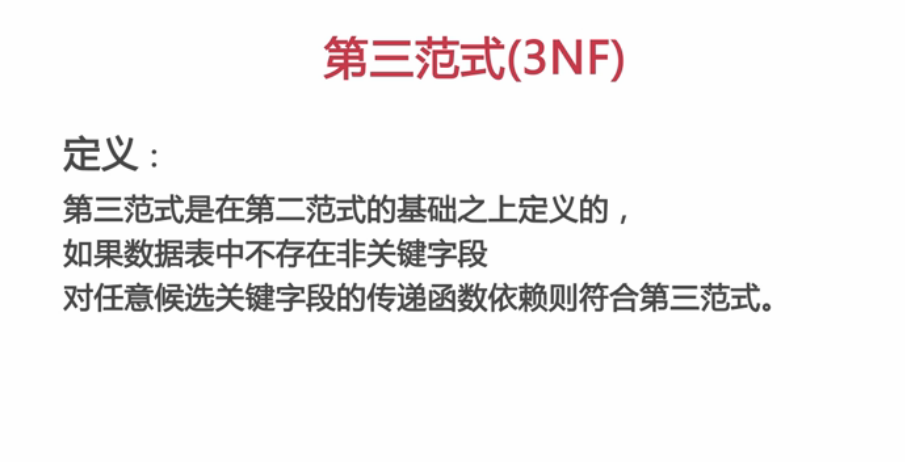 第三范式(3NF)
定义：
第三范式是在第二范式的基础之上定义的，
如果数据表中不存在非关键字段
对任意候选关键字段的传递函数依赖则符合第三范式。